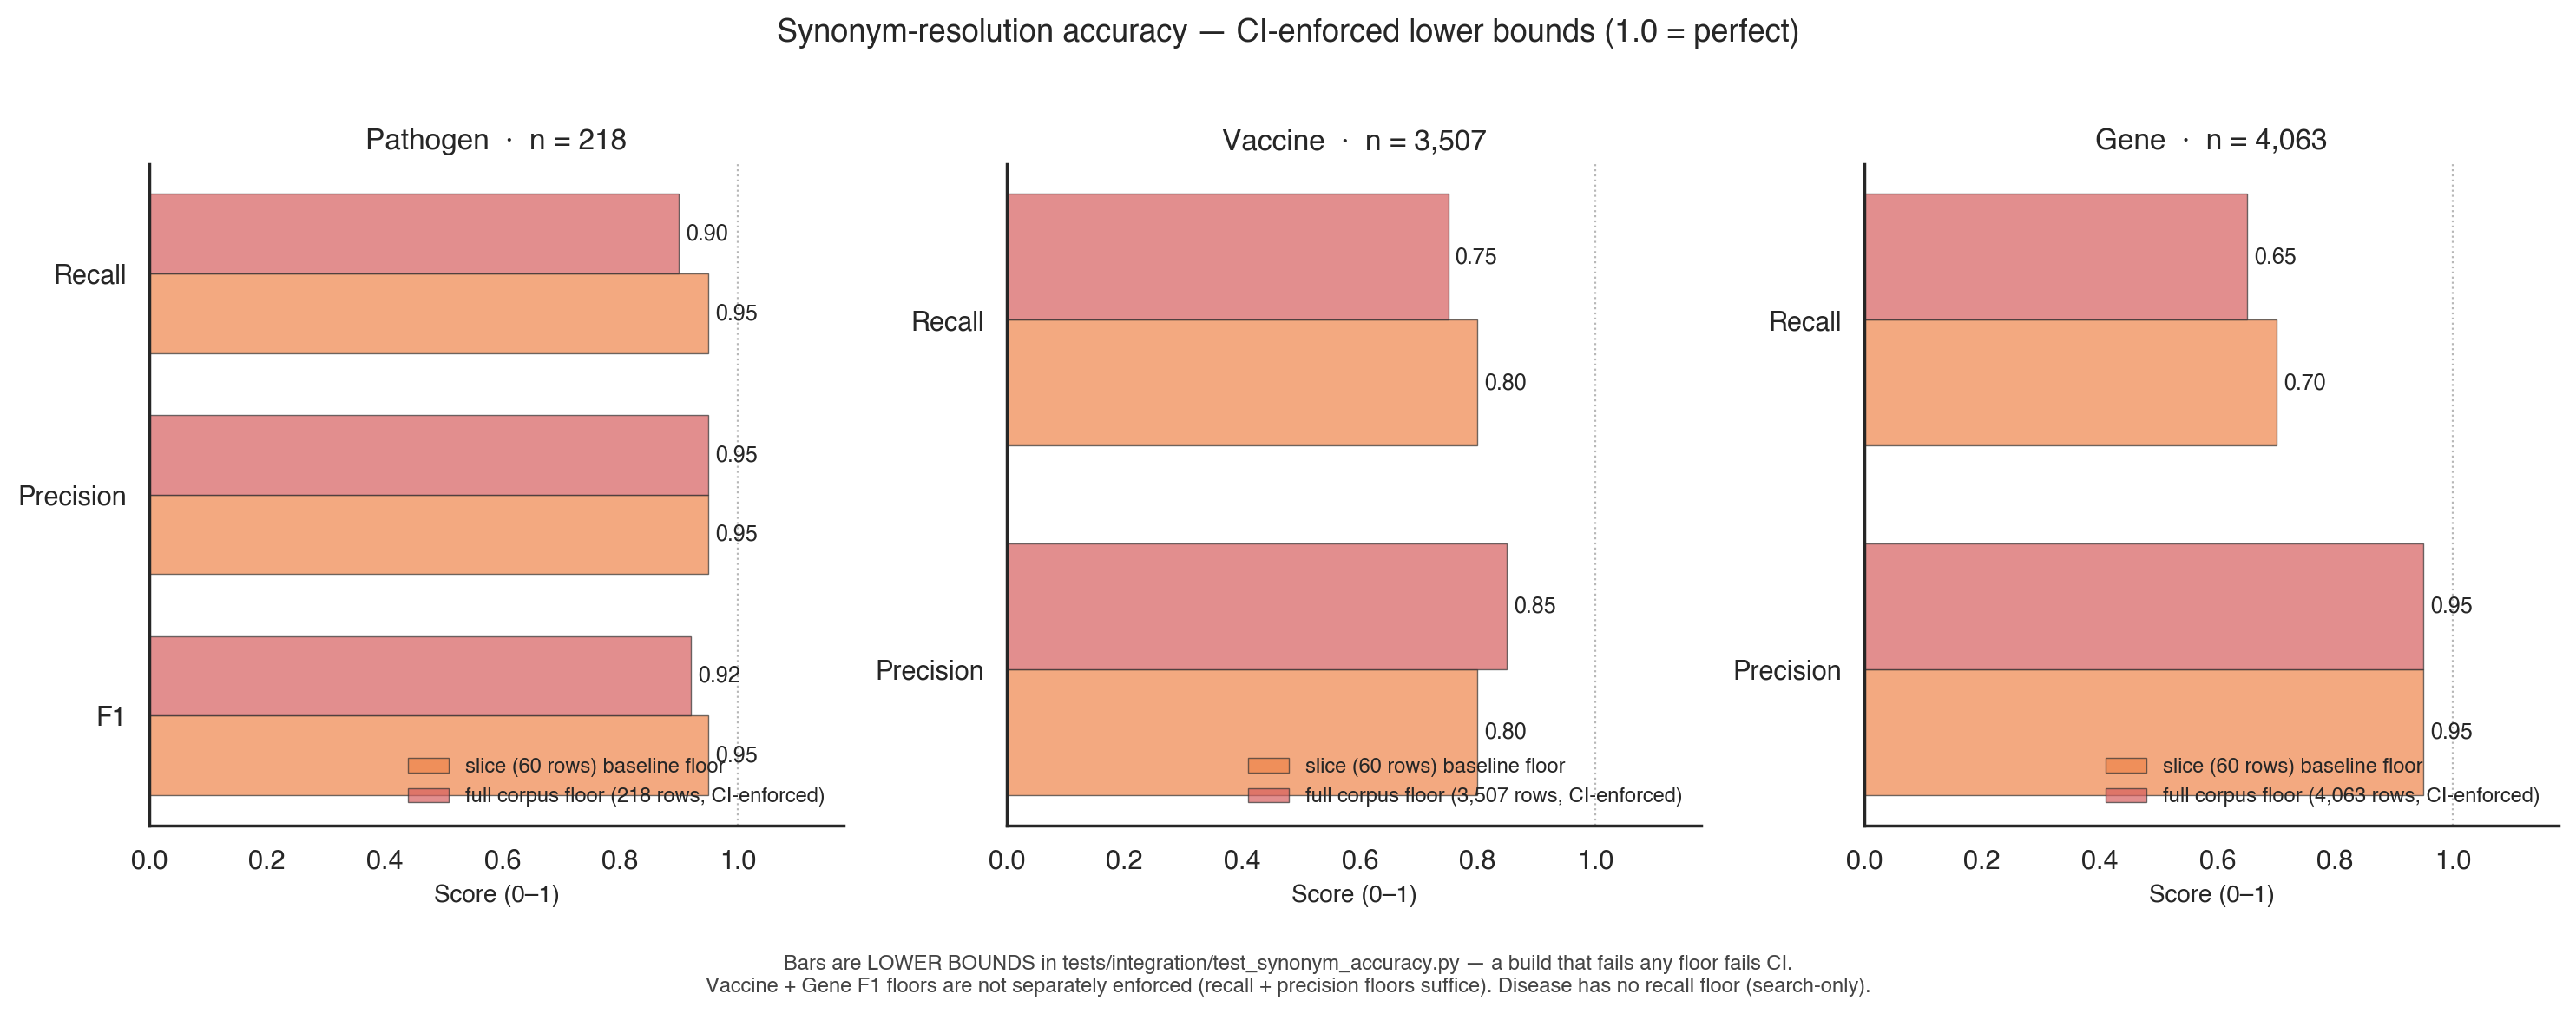 Synonym-resolution accuracy — CI-enforced lower bounds (1.0 = perfect)
Pathogen · n = 218
Recall
0.90
0.95
Precision
0.95
0.95
F1
0.92
0.95
slice (60 rows) baseline floor
full corpus floor (218 rows, CI-enforced)
0.0 0.2 0.4 0.6 0.8 1.0
Score (0–1)
Vaccine · n = 3,507
Recall
0.75
0.80
Precision
0.85
0.80
slice (60 rows) baseline floor
full corpus floor (3,507 rows, CI-enforced)
0.0 0.2 0.4 0.6 0.8 1.0
Score (0–1)
Gene · n = 4,063
Recall
0.65
0.70
Precision
0.95
0.95
slice (60 rows) baseline floor
full corpus floor (4,063 rows, CI-enforced)
0.0 0.2 0.4 0.6 0.8 1.0
Score (0–1)
Bars are LOWER BOUNDS in tests/integration/test_synonym_accuracy.py — a build that fails any floor fails CI.
Vaccine + Gene F1 floors are not separately enforced (recall + precision floors suffice). Disease has no recall floor (search-only).